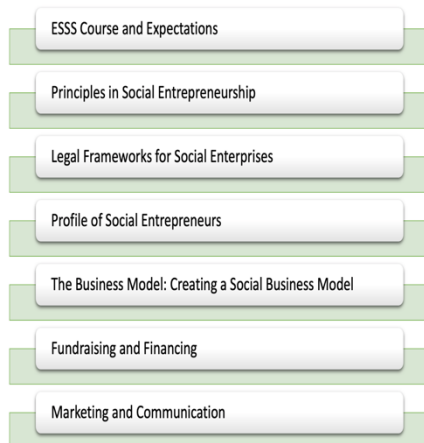 ESSS Course and Expectations
Principles in Social Entrepreneurship
Legal Frameworks for Social Enterprises
Profile of Social Entrepreneurs
The Business Model: Creating a Social Business Model
Fundraising and Financing
Marketing and Communication